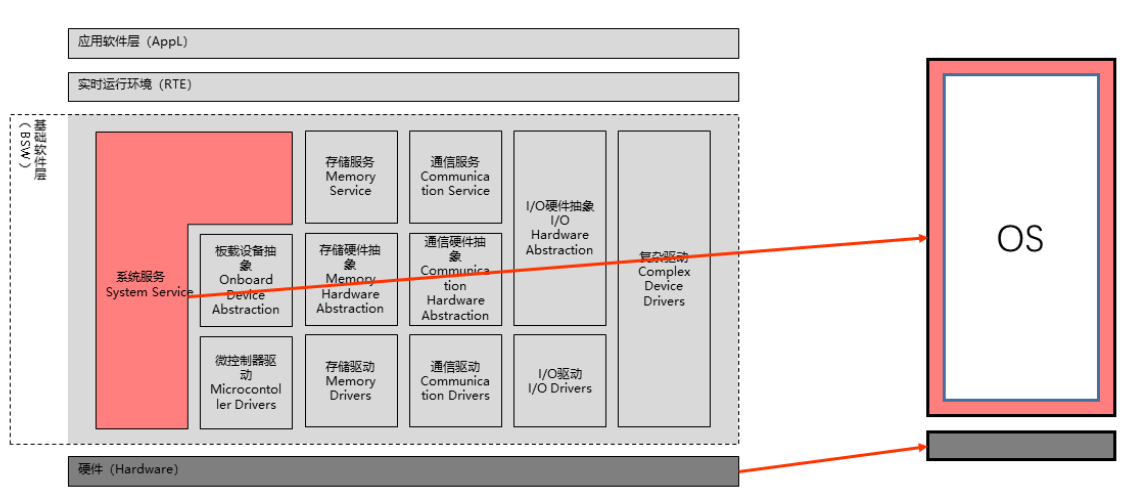 应用软件层（AppL）
实时运行环境（RTE）
基础软件层
（BSW）
系统服务
System Service
存储服务
Memory
Service
通信服务
Communica
tion Service
I/O硬件抽象
I/O
Hardware
Abstraction
复杂驱动
Complex
Device
Drivers
板载设备抽
象
Onboard
Device
Abstraction
存储硬件抽
象
Memory
Hardware
Abstraction
通信硬件抽
象
Communica
tion
Hardware
Abstraction
微控制器驱
动
Microcontol
ler Drivers
存储驱动
Memory
Drivers
通信驱动
Communica
tion Drivers
I/O驱动
I/O Drivers
硬件（Hardware）
OS